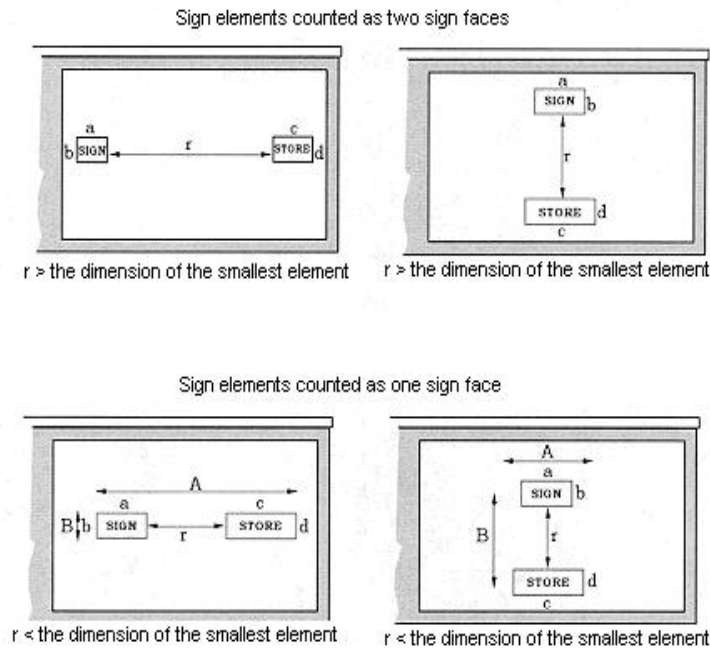 Sign elements counted as two sign faces
a
b SIGN
r
c
STORE d
r > the dimension of the smallest element
a
SIGN b
r
STORE d
c
r > the dimension of the smallest element
Sign elements counted as one sign face
A
a
B b SIGN
r
c
STORE d
r < the dimension of the smallest element
A
a
SIGN b
B
r
STORE d
c
r < the dimension of the smallest element